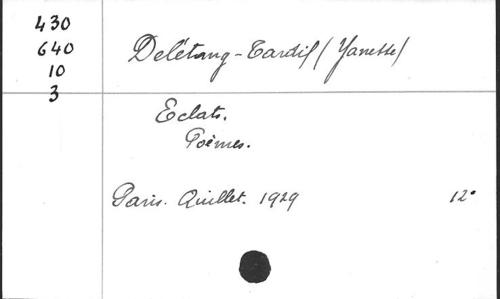 430
640
10
3
Delétang-Tardif (Yanette)
Eclats.
Poèmes.
Paris. Quillet. 1929 12°